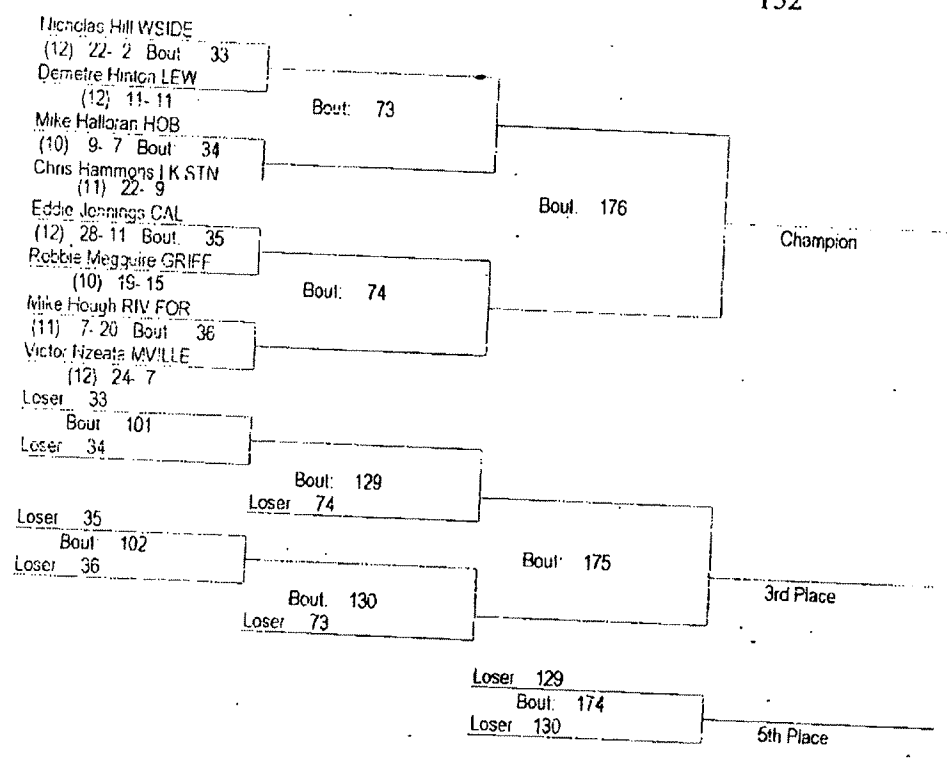 152
Nicholas Hill WSIDE
(12) 22- 2 Bout 33
Demetre Hinton LEW
(12) 11- 11
Mike Halloran HOB
(10) 9- 7 Bout: 34
Chris Hammons LK STN
(11) 22- 9
Eddie Jennings CAL
(12) 28- 11 Bout. 35
Robbie Megquire GRIFF
(10) 19- 15
Mike Hough RIV FOR
(11) 7- 20 Bout 36
Victor Nzeata MVILLE
(12) 24- 7
Bout: 73
Bout: 74
Bout. 176
Champion
Loser 33
Bout 101
Loser 34
Bout: 129
Loser 74
Loser 35
Bout 102
Loser 36
Bout. 130
Loser 73
Bout 175
3rd Place
Loser 129
Bout: 174
Loser 130
5th Place